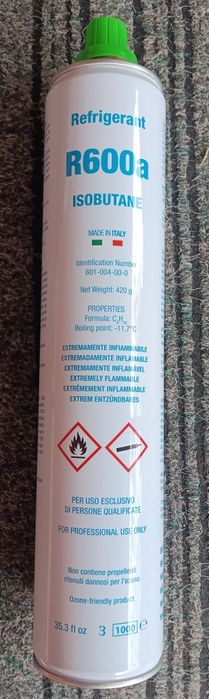 Refrigerant
R600a
ISOBUTANE
MADE IN ITALY
Identification Number
601-004-00-0
Net Weight: 420 g
PROPERTIES
Formula: C₄H₁₀
Boiling point: -11,7°C
ESTREMAMENTE INFIAMMABILE
EXTREMADAMENTE INFLAMABLE
EXTREMAMENTE INFLAMÁVEL
EXTREMELY FLAMMABLE
EXTRÊMEMENT INFLAMMABLE
EXTREM ENTZÜNDBARES
PER USO ESCLUSIVO
DI PERSONE QUALIFICATE
FOR PROFESSIONAL USE ONLY
Non contiene propellenti
ritenuti dannosi per l'ozono
Ozone-friendly product
35.3 fl oz 3 1000 e